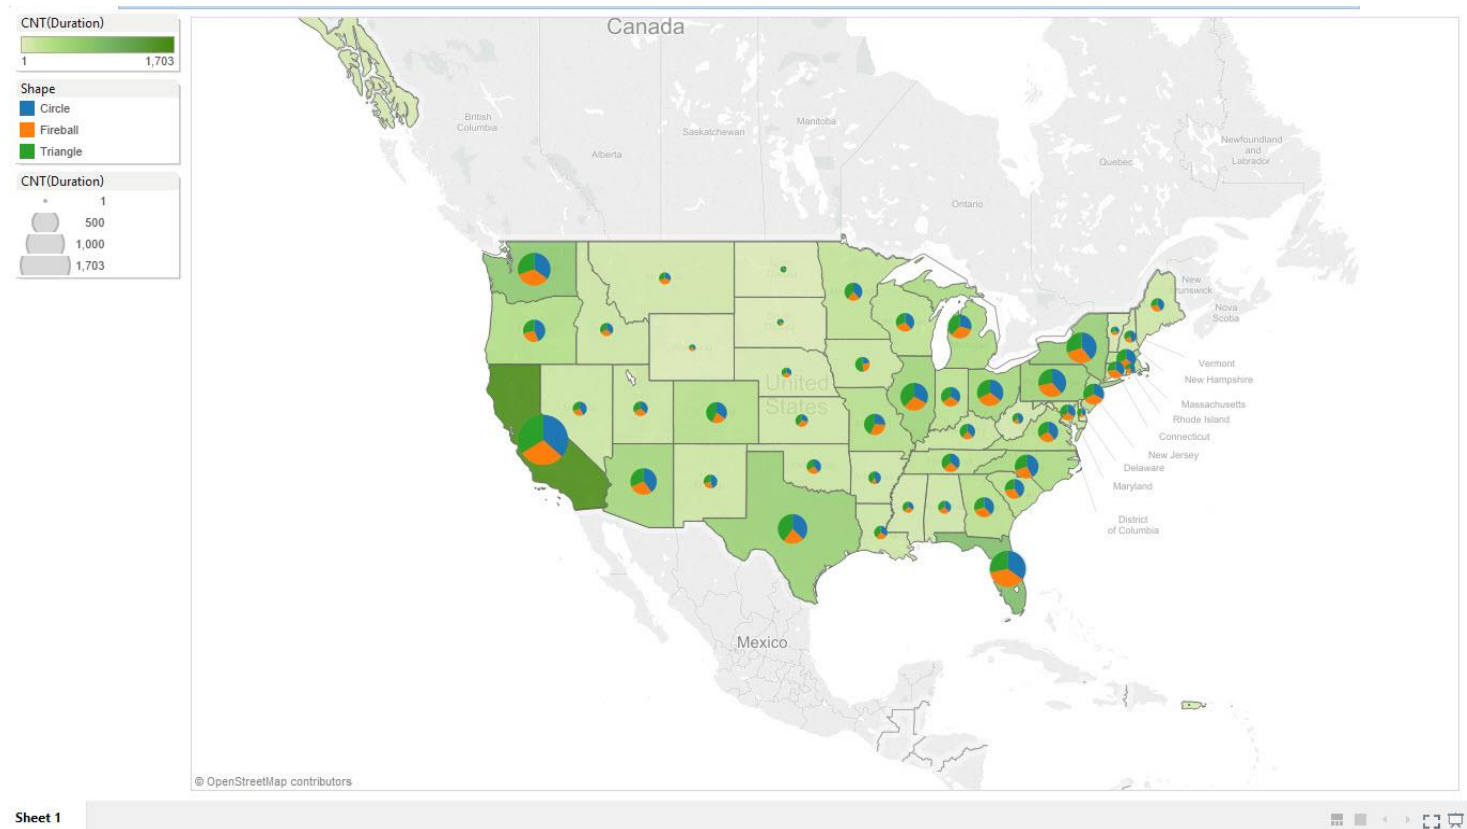 CNT(Duration)
1 1,703
Shape
Circle
Fireball
Triangle
CNT(Duration)
1
500
1,000
1,703
Canada
British
Columbia
Alberta
Saskatchewan
Manitoba
Ontario
Quebec
Newfoundland
and
Labrador
New
runswick
Nova
Scotia
United
States
Vermont
New Hampshire
Massachusetts
Rhode Island
Connecticut
New Jersey
Delaware
Maryland
District
of Columbia
Mexico
© OpenStreetMap contributors
Sheet 1